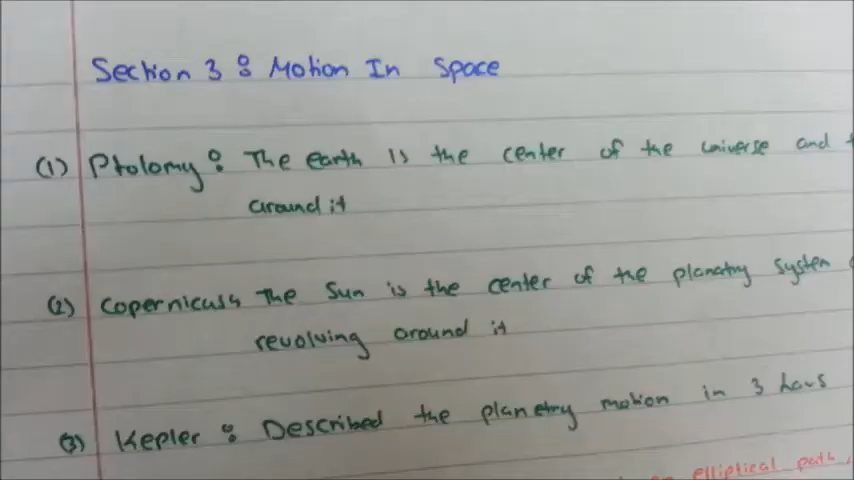 Section 3 : Motion In Space
(1) Ptolomy : The earth is the center of the universe and
around it
(2) Copernicus: The Sun is the center of the planetry system
revolving around it
(3) Kepler : Described the planetry motion in 3 laws
elliptical path,